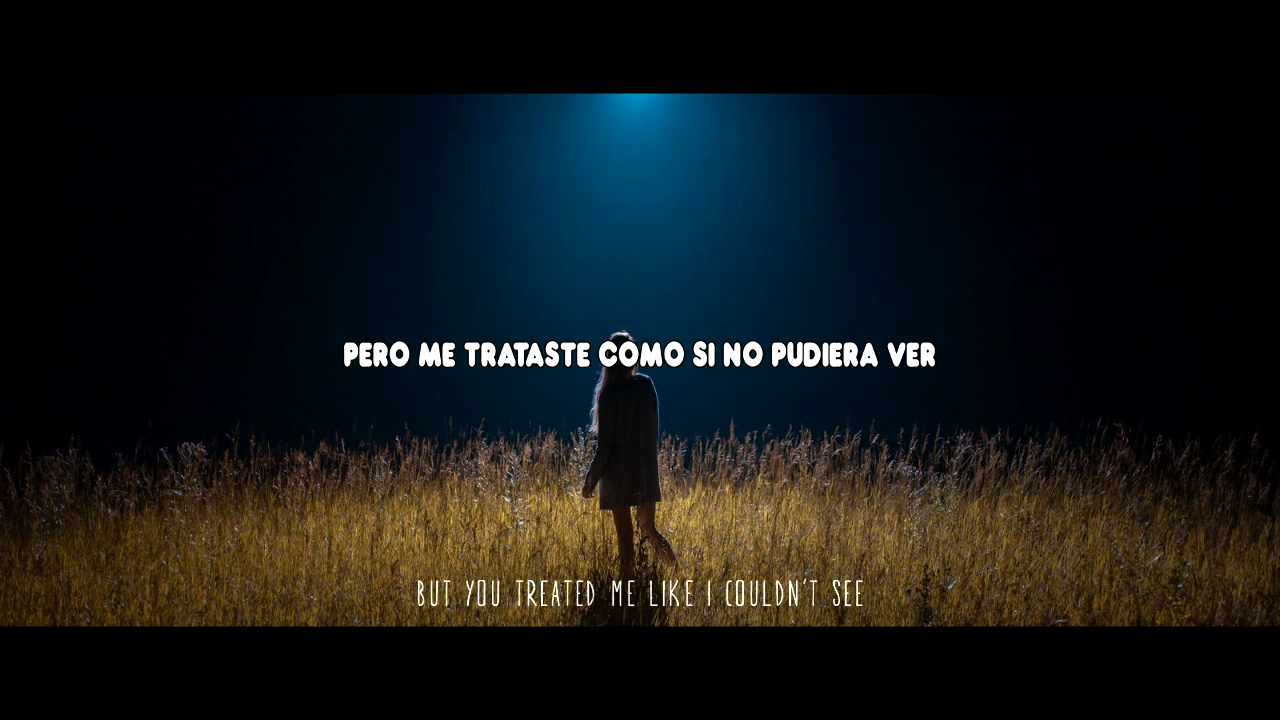 PERO ME TRATASTE COMO SI NO PUDIERA VER
BUT YOU TREATED ME LIKE I COULDN'T SEE